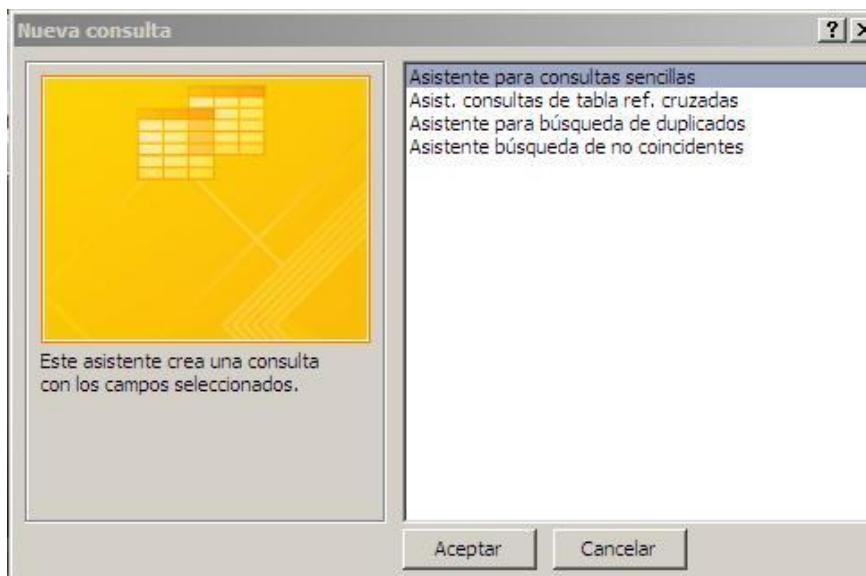 Nueva consulta
Asistente para consultas sencillas
Asist. consultas de tabla ref. cruzadas
Asistente para búsqueda de duplicados
Asistente búsqueda de no coincidentes
Este asistente crea una consulta
con los campos seleccionados.
Aceptar
Cancelar